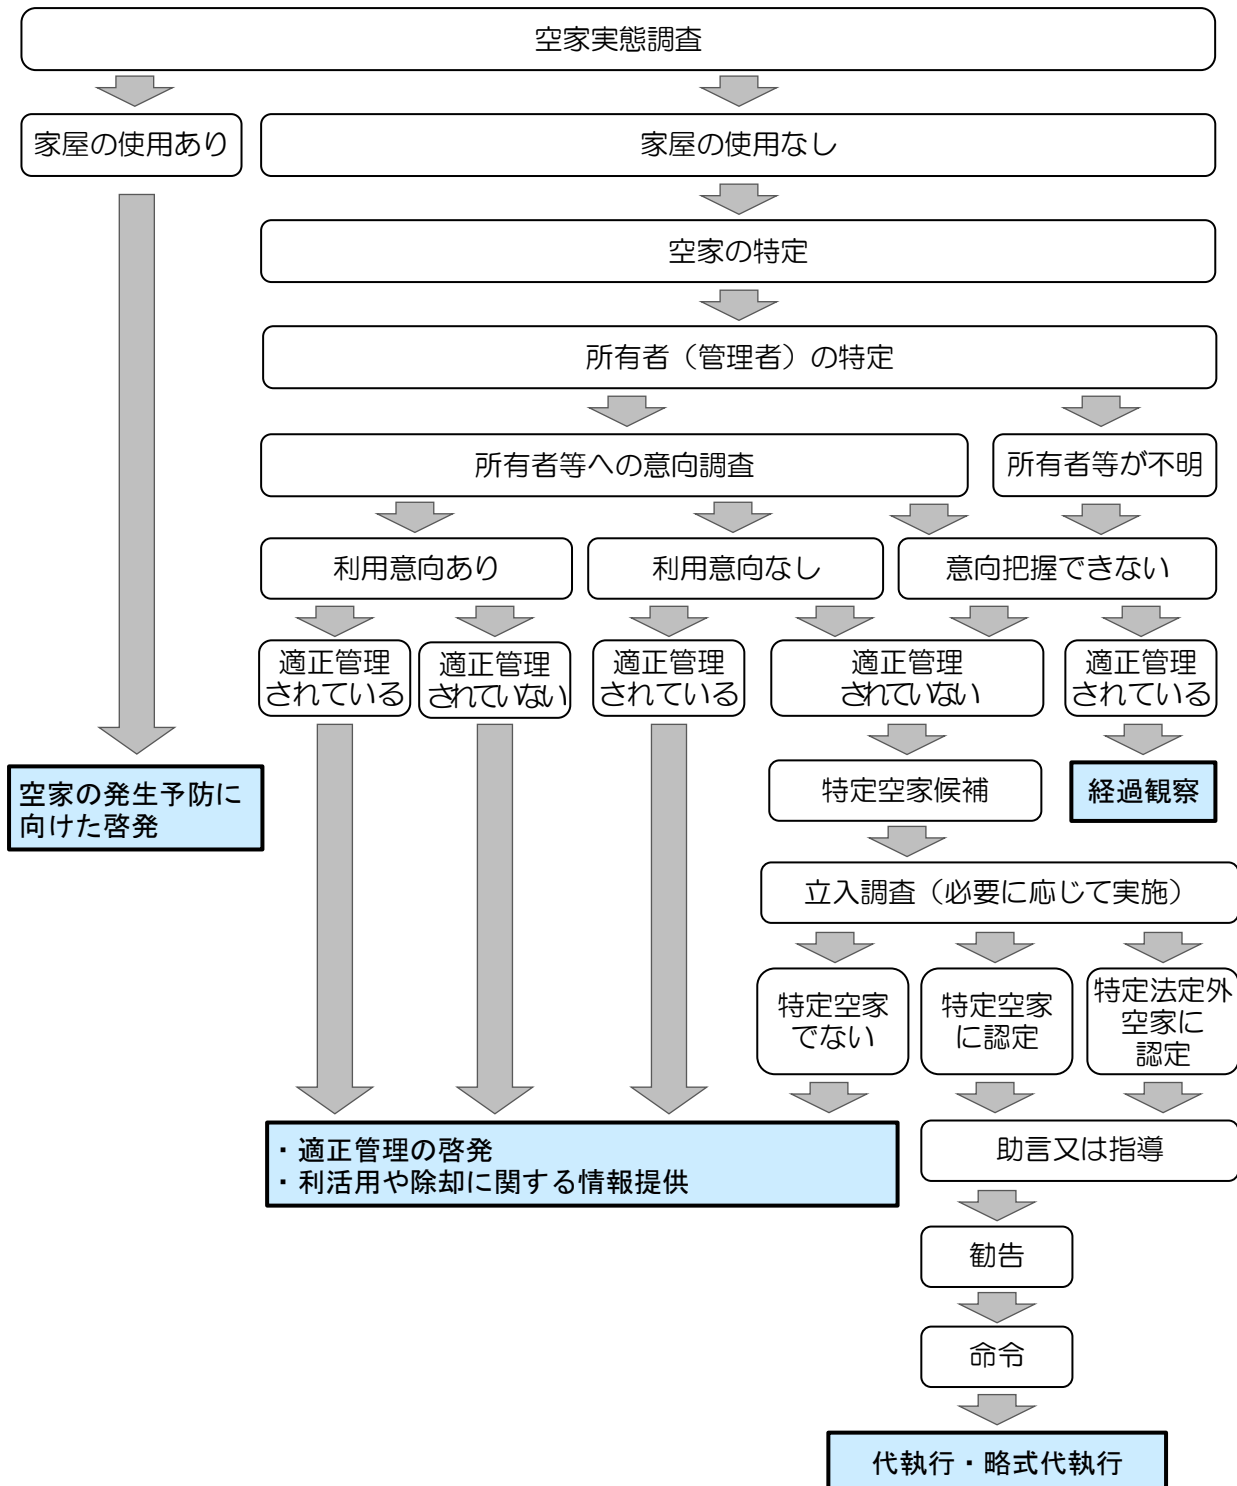 空家実態調査
家屋の使用あり
家屋の使用なし
空家の特定
所有者（管理者）の特定
所有者等への意向調査
所有者等が不明
利用意向あり
利用意向なし
意向把握できない
適正管理
されている
適正管理
されていない
適正管理
されている
適正管理
されていない
適正管理
されている
空家の発生予防に
向けた啓発
特定空家候補
経過観察
立入調査（必要に応じて実施）
特定空家
でない
特定空家
に認定
特定法定外
空家に
認定
・適正管理の啓発
・利活用や除却に関する情報提供
助言又は指導
勧告
命令
代執行・略式代執行